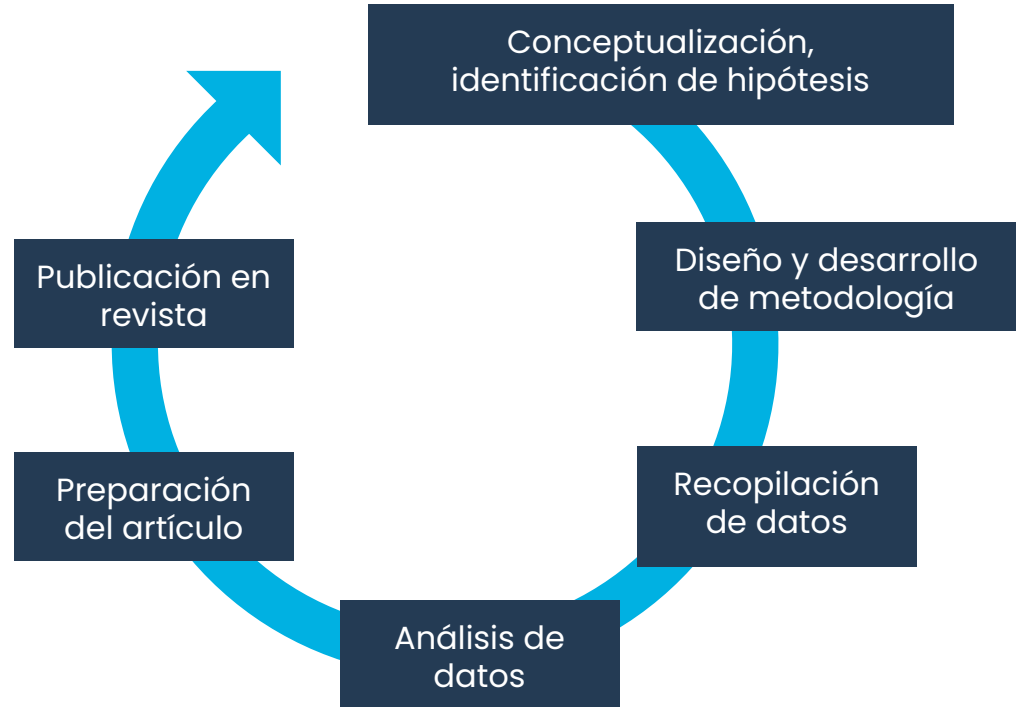 Conceptualización,
identificación de hipótesis
Diseño y desarrollo
de metodología
Recopilación
de datos
Análisis de
datos
Preparación
del artículo
Publicación en
revista